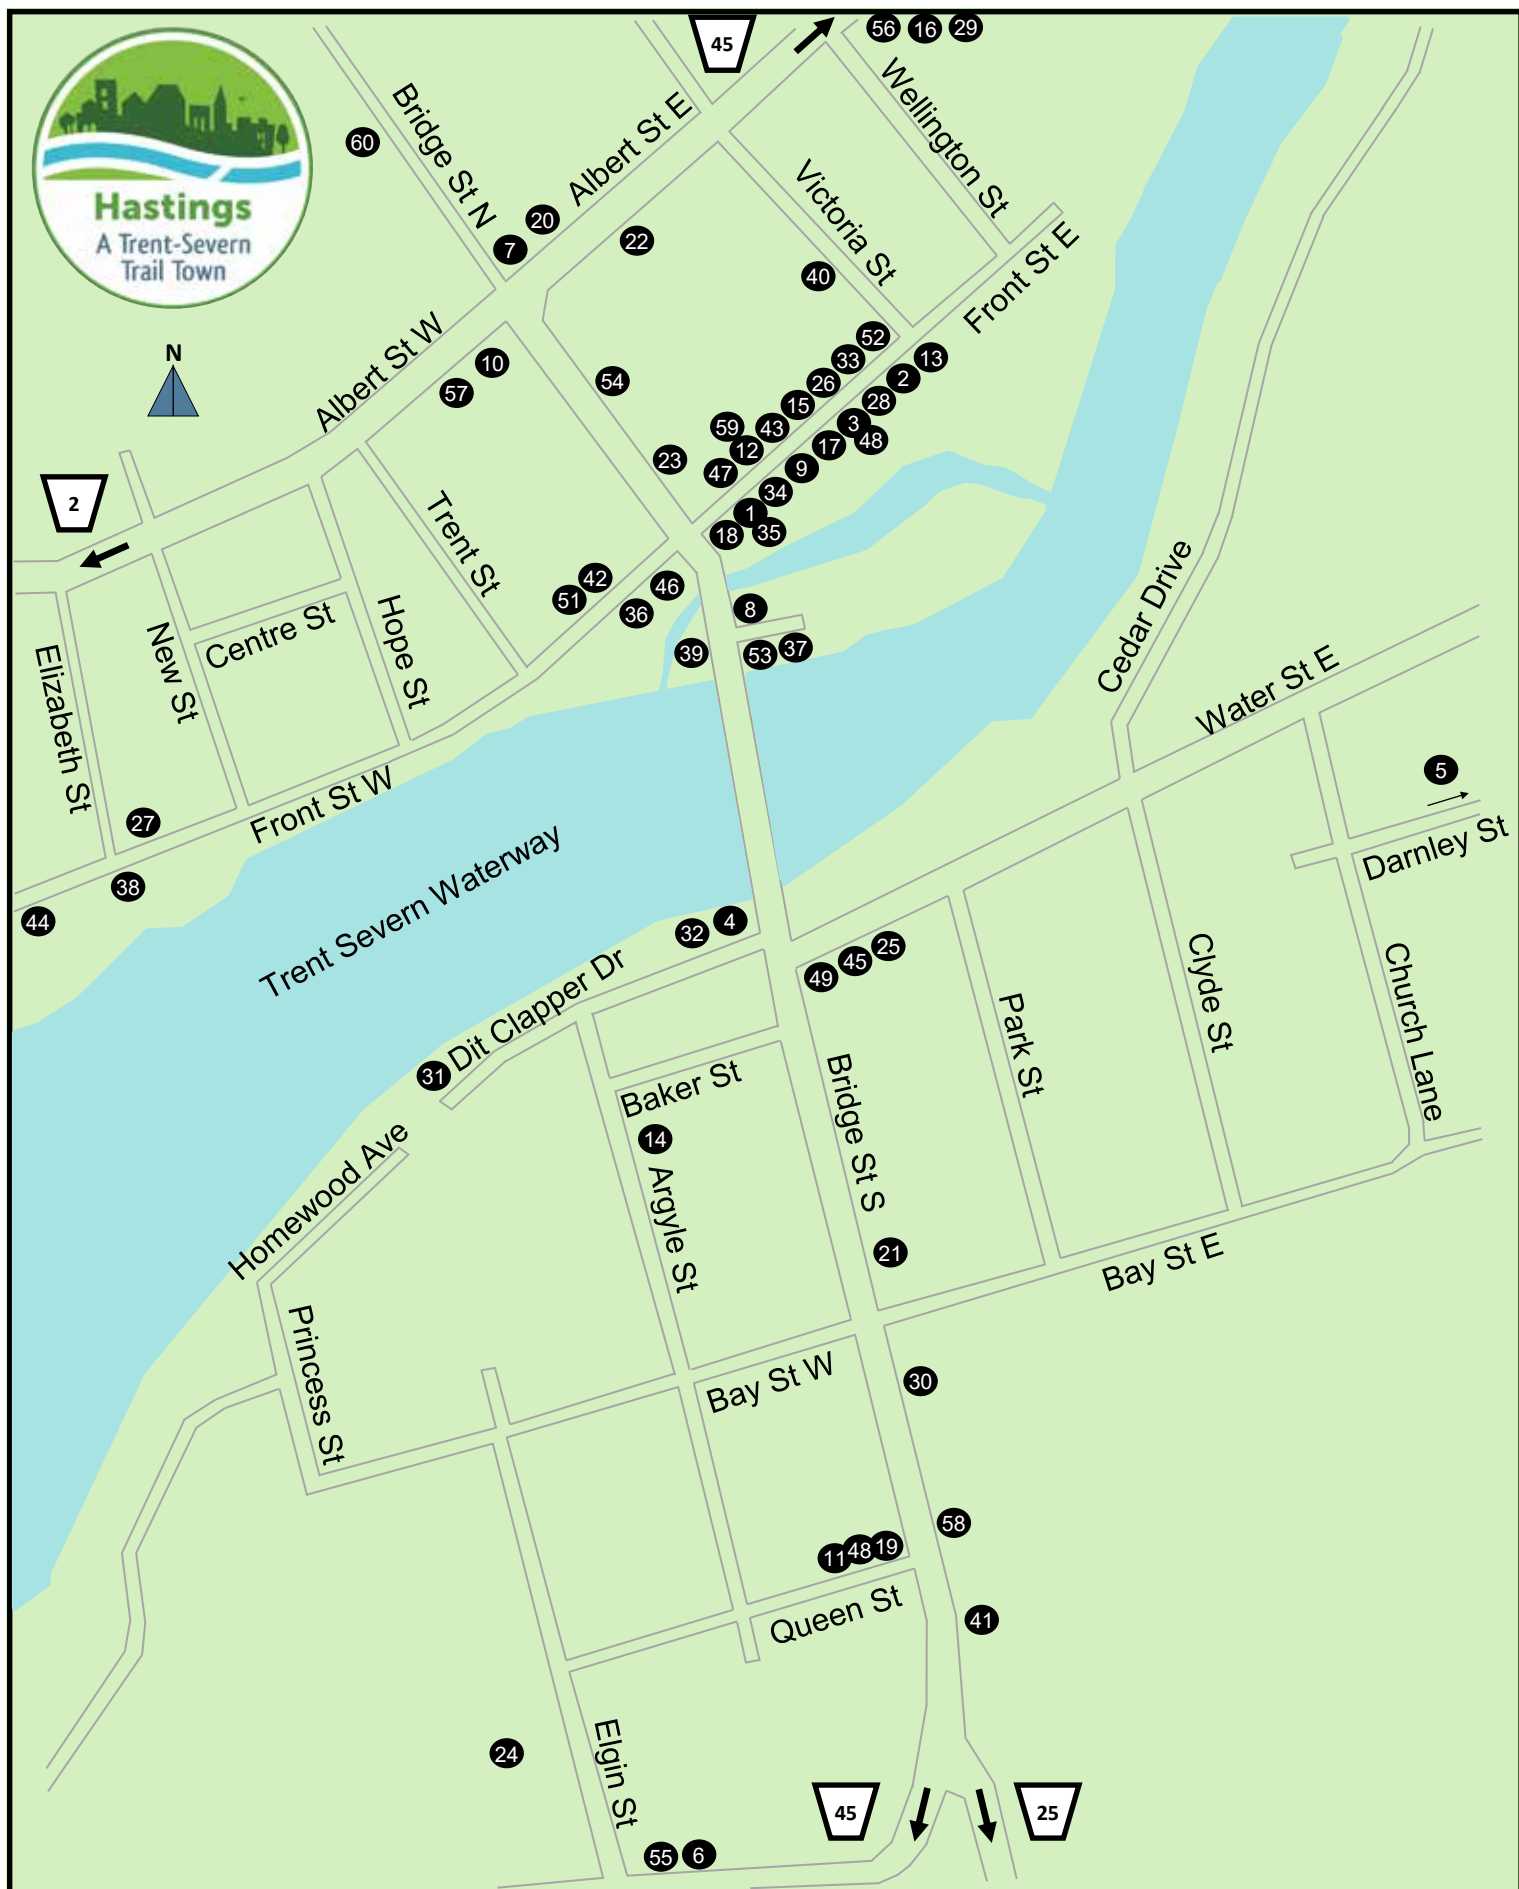 45
56 16 29
Hastings
A Trent-Severn
Trail Town
N
60
Bridge St N
Albert St E
Wellington St
Victoria St
Front St E
20
7
22
40
Albert St W
10
57
54
23
52
33
26
15
43
59
12
47
13
2
28
3
48
17
9
34
1
35
18
2
Trent St
Hope St
Centre St
New St
Elizabeth St
42
51
46
36
39
8
53
37
Cedar Drive
Water St E
5
Darnley St
27
38
44
Front St W
Trent Severn Waterway
32
4
49
45
25
Dit Clapper Dr
31
Baker St
14
Argyle St
Bridge St S
Park St
Clyde St
Church Lane
Homewood Ave
Princess St
21
Bay St E
Bay St W
30
58
11
48
19
Queen St
41
24
Elgin St
55
6
45
25